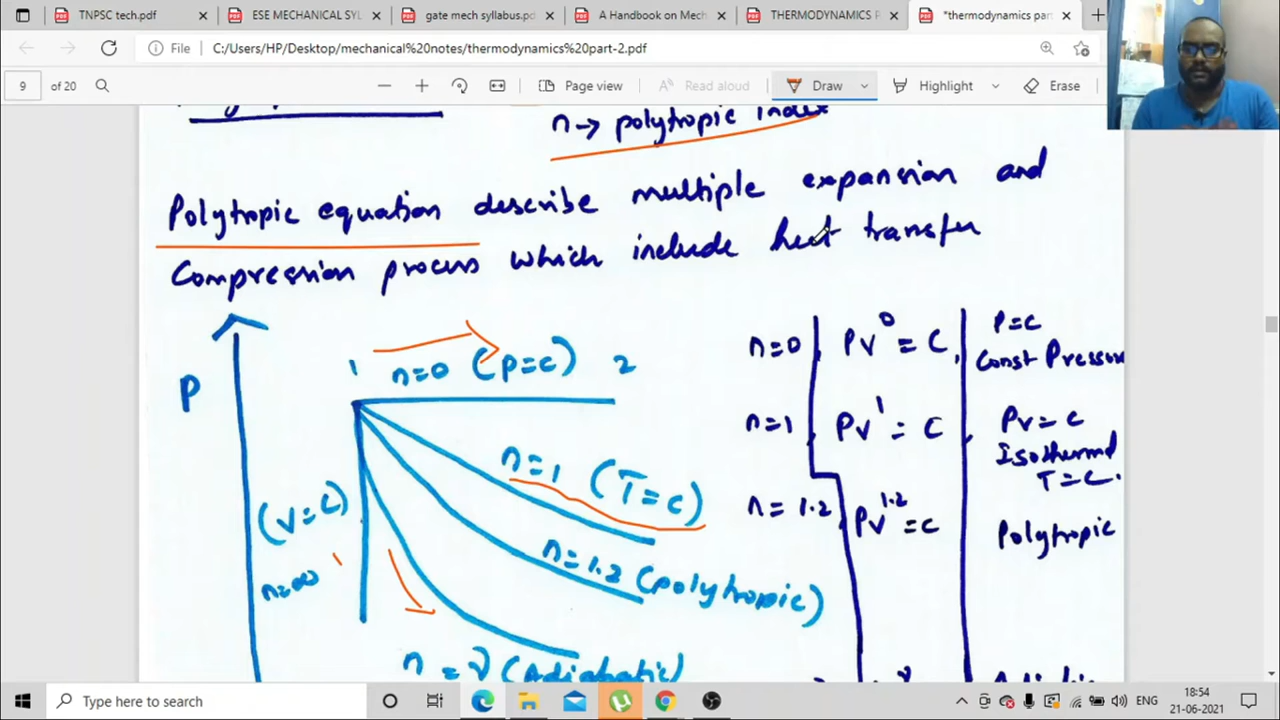 TNPSC tech.pdf
ESE MECHANICAL SYL
gate mech syllabus.pd
A Handbook on Mech
THERMODYNAMICS P
*thermodynamics par
File
C:/Users/HP/Desktop/mechanical%20notes/thermodynamics%20part-2.pdf
9 of 20
Page view
Read aloud
Draw
Highlight
Erase
n→ polytropic index
Polytropic equation describe multiple expansion and
Compression process which include heat transfer
P
1 n=0 (P=c) 2
n=1 (T=c)
(v=c)
n=∞
n=1.2 (polytropic)
n=γ (Adiabatic)
n=0 PV⁰ = C, P=C
Const Pressure
n=1 PV¹ = C PV=C
Isothermal
T=C.
n=1.2 PV^1.2 = C Polytropic
Type here to search
ENG
18:54
21-06-2021